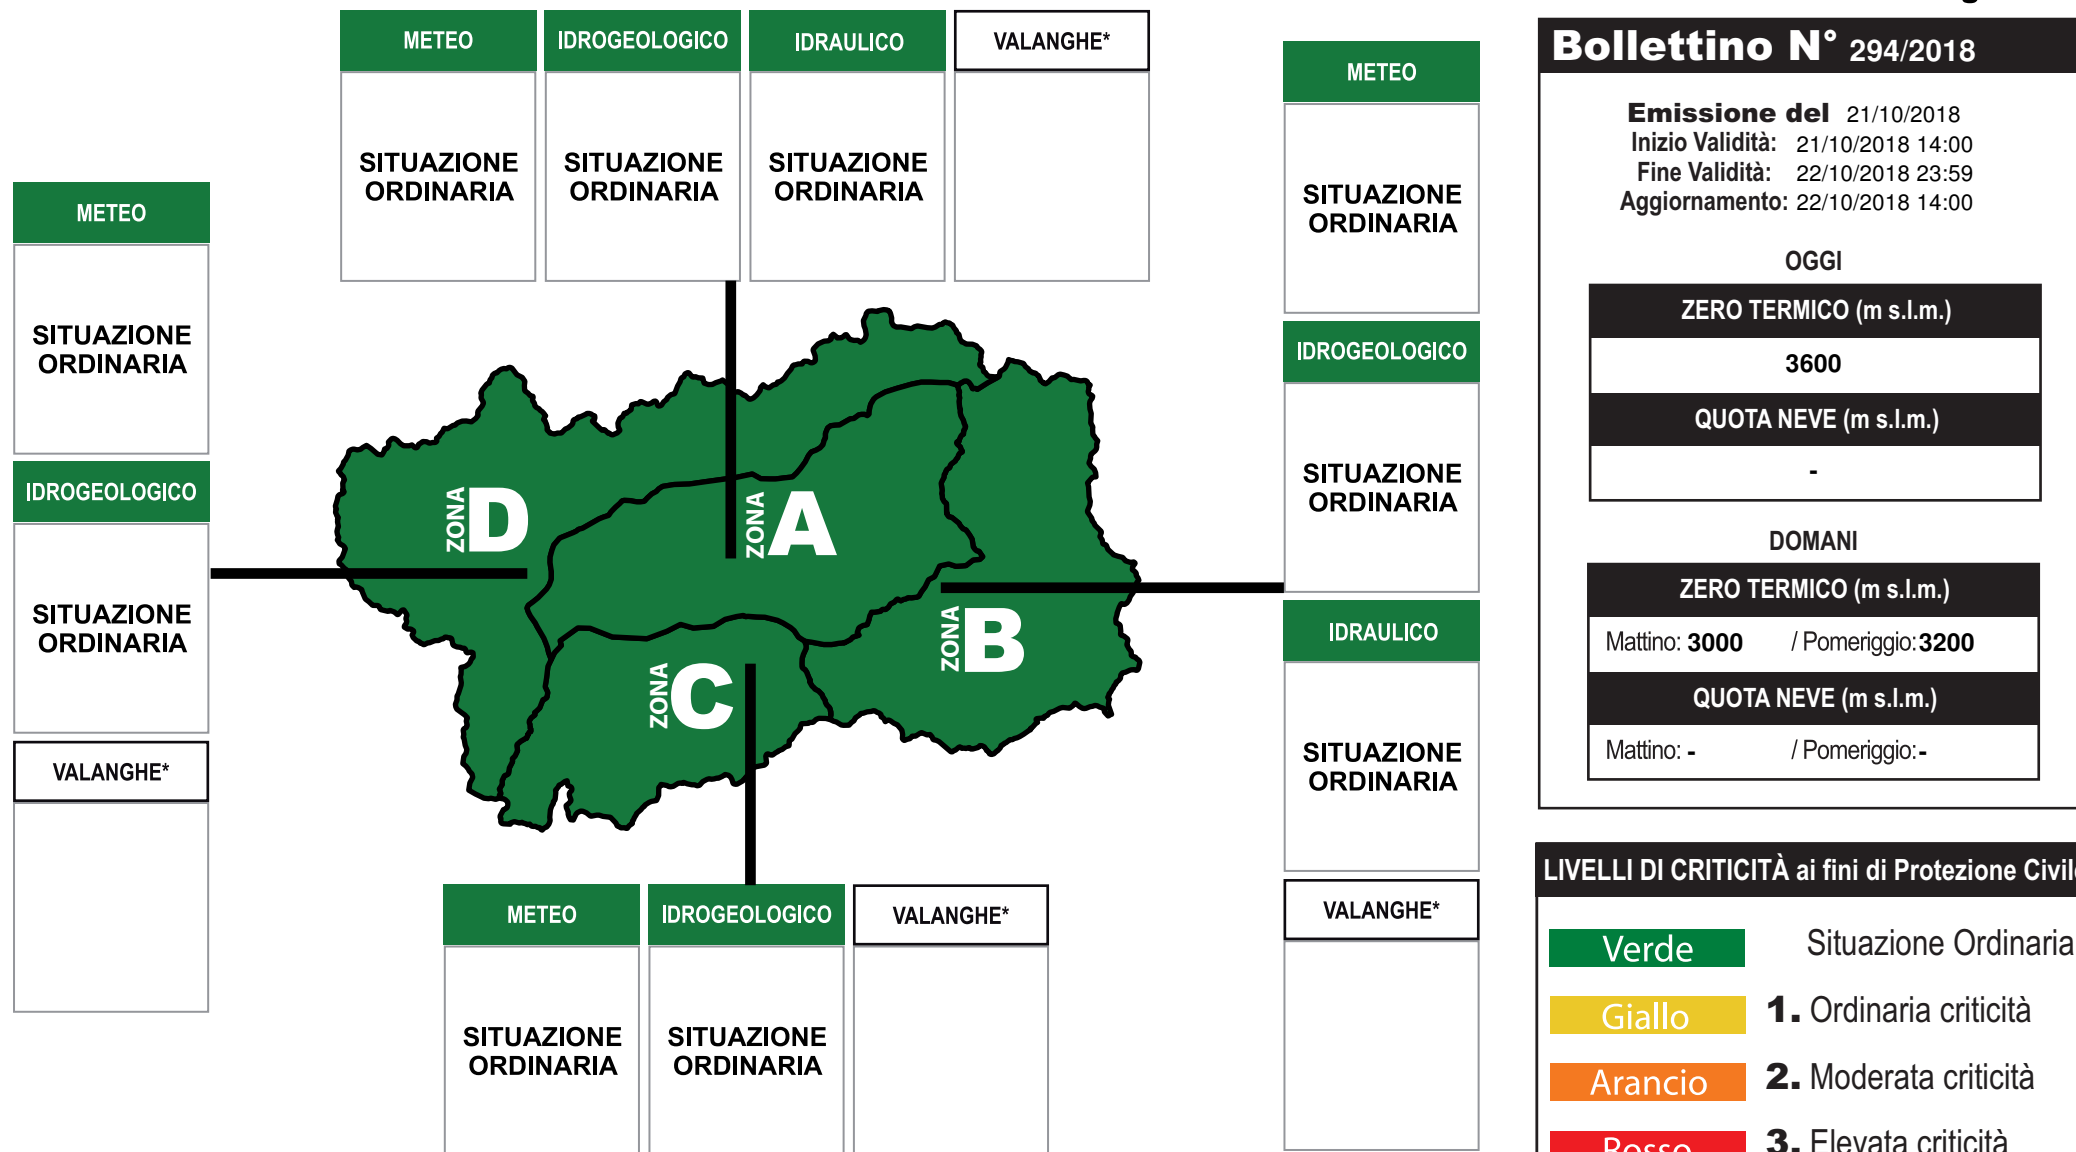 METEO
IDROGEOLOGICO
IDRAULICO
VALANGHE*
SITUAZIONE
ORDINARIA
SITUAZIONE
ORDINARIA
SITUAZIONE
ORDINARIA
METEO
SITUAZIONE
ORDINARIA
IDROGEOLOGICO
SITUAZIONE
ORDINARIA
VALANGHE*
ZONA D
ZONA A
ZONA B
ZONA C
METEO
SITUAZIONE
ORDINARIA
IDROGEOLOGICO
SITUAZIONE
ORDINARIA
IDRAULICO
SITUAZIONE
ORDINARIA
VALANGHE*
METEO
IDROGEOLOGICO
VALANGHE*
SITUAZIONE
ORDINARIA
SITUAZIONE
ORDINARIA
Bollettino N° 294/2018
Emissione del 21/10/2018
Inizio Validità: 21/10/2018 14:00
Fine Validità: 22/10/2018 23:59
Aggiornamento: 22/10/2018 14:00
OGGI
ZERO TERMICO (m s.l.m.)
3600
QUOTA NEVE (m s.l.m.)
-
DOMANI
ZERO TERMICO (m s.l.m.)
Mattino: 3000 / Pomeriggio: 3200
QUOTA NEVE (m s.l.m.)
Mattino: - / Pomeriggio: -
LIVELLI DI CRITICITÀ ai fini di Protezione Civile
Verde Situazione Ordinaria
Giallo 1. Ordinaria criticità
Arancio 2. Moderata criticità
Rosso 3. Elevata criticità